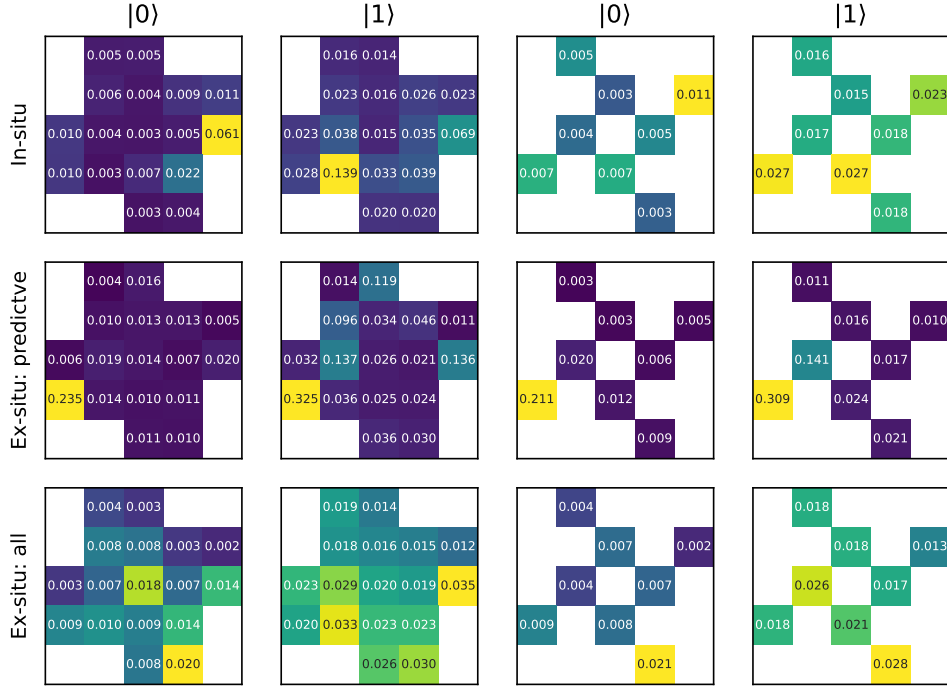 |0⟩ |1⟩ |0⟩ |1⟩
In-situ
0.005 0.005 0.016 0.014 0.005 0.016
0.006 0.004 0.009 0.011 0.023 0.016 0.026 0.023 0.003 0.011 0.015 0.023
0.010 0.004 0.003 0.005 0.061 0.023 0.038 0.015 0.035 0.069 0.004 0.005 0.017 0.018
0.010 0.003 0.007 0.022 0.028 0.139 0.033 0.039 0.007 0.007 0.027 0.027
0.003 0.004 0.020 0.020 0.003 0.018
Ex-situ: predictve
0.004 0.016 0.014 0.119 0.003 0.011
0.010 0.013 0.013 0.005 0.096 0.034 0.046 0.011 0.003 0.005 0.016 0.010
0.006 0.019 0.014 0.007 0.020 0.032 0.137 0.026 0.021 0.136 0.020 0.006 0.141 0.017
0.235 0.014 0.010 0.011 0.325 0.036 0.025 0.024 0.211 0.012 0.309 0.024
0.011 0.010 0.036 0.030 0.009 0.021
Ex-situ: all
0.004 0.003 0.019 0.014 0.004 0.018
0.008 0.008 0.003 0.002 0.018 0.016 0.015 0.012 0.007 0.002 0.018 0.013
0.003 0.007 0.018 0.007 0.014 0.023 0.029 0.020 0.019 0.035 0.004 0.007 0.026 0.017
0.009 0.010 0.009 0.014 0.020 0.033 0.023 0.023 0.009 0.008 0.018 0.021
0.008 0.020 0.026 0.030 0.021 0.028